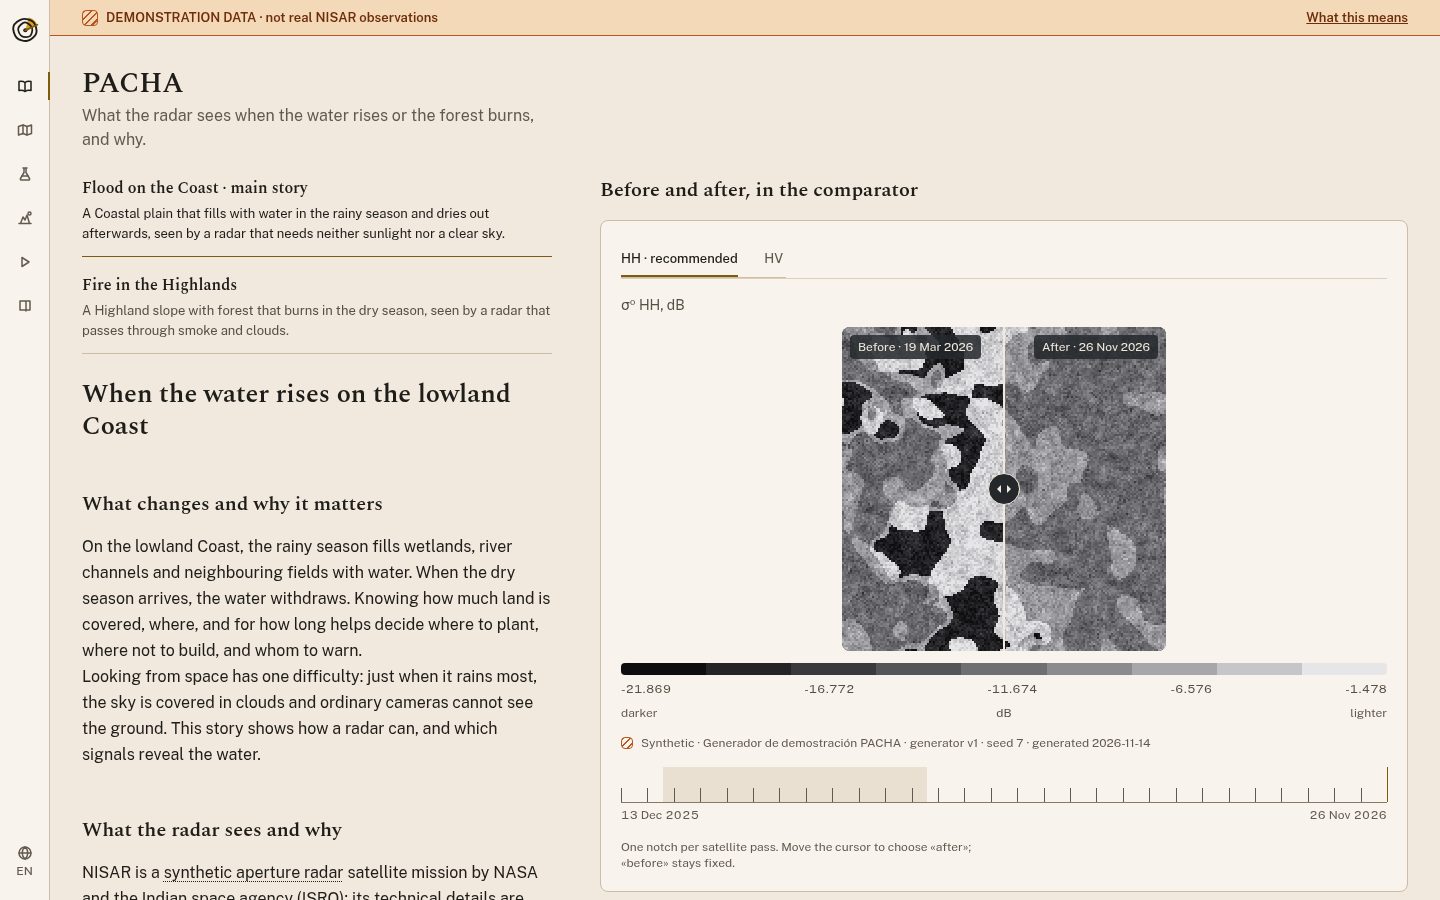 DEMONSTRATION DATA · not real NISAR observations
What this means
PACHA
What the radar sees when the water rises or the forest burns,
and why.
Flood on the Coast · main story
A Coastal plain that fills with water in the rainy season and dries out
afterwards, seen by a radar that needs neither sunlight nor a clear sky.
Fire in the Highlands
A Highland slope with forest that burns in the dry season, seen by a radar that
passes through smoke and clouds.
When the water rises on the lowland
Coast
What changes and why it matters
On the lowland Coast, the rainy season fills wetlands, river
channels and neighbouring fields with water. When the dry
season arrives, the water withdraws. Knowing how much land is
covered, where, and for how long helps decide where to plant,
where not to build, and whom to warn.
Looking from space has one difficulty: just when it rains most,
the sky is covered in clouds and ordinary cameras cannot see
the ground. This story shows how a radar can, and which
signals reveal the water.
What the radar sees and why
NISAR is a synthetic aperture radar satellite mission by NASA
and the Indian space agency (ISRO); its technical details are
EN
Before and after, in the comparator
HH · recommended
HV
σ⁰ HH, dB
Before · 19 Mar 2026
After · 26 Nov 2026
-21.869
-16.772
-11.674
-6.576
-1.478
darker
dB
lighter
Synthetic · Generador de demostración PACHA · generator v1 · seed 7 · generated 2026-11-14
13 Dec 2025
26 Nov 2026
One notch per satellite pass. Move the cursor to choose «after»;
«before» stays fixed.